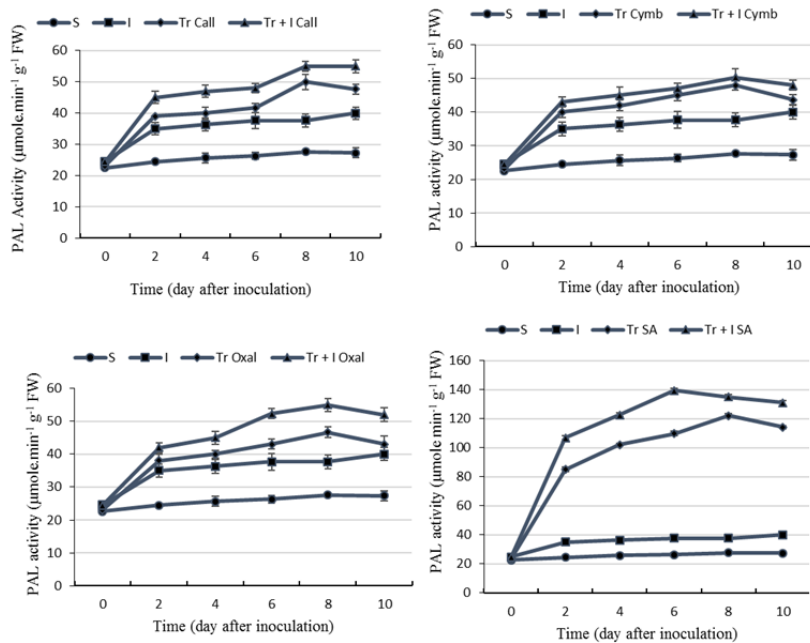 S I Tr Call Tr + I Call
PAL Activity (µmole.min⁻¹ g⁻¹ FW)
60
50
40
30
20
10
0
0 2 4 6 8 10
Time (day after inoculation)
S I Tr Cymb Tr + I Cymb
PAL activity (µmole.min⁻¹ g⁻¹ FW)
60
50
40
30
20
10
0
0 2 4 6 8 10
Time (day after inoculation)
S I Tr Oxal Tr + I Oxal
PAL activity (µmole.min⁻¹ g⁻¹ FW)
60
50
40
30
20
10
0
0 2 4 6 8 10
Time (day after inoculation)
S I Tr SA Tr + I SA
PAL activity (µmole.min⁻¹ g⁻¹ FW)
160
140
120
100
80
60
40
20
0
0 2 4 6 8 10
Time (day after inoculation)